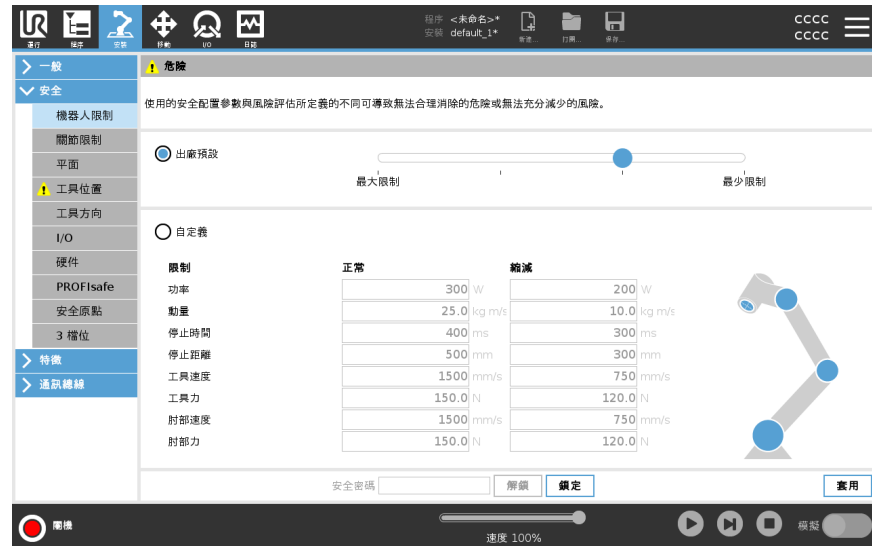 UR
運行 程序 安裝 移動 I/O 日誌
程序 <未命名>*
安裝 default_1*
新建... 打開... 保存...
cccc
cccc
一般
安全
機器人限制
關節限制
平面
工具位置
工具方向
I/O
硬件
PROFIsafe
安全原點
3 檔位
特徵
通訊總線
危險
使用的安全配置參數與風險評估所定義的不同可導致無法合理消除的危險或無法充分減少的風險。
出廠預設
最大限制 最少限制
自定義
限制 正常 縮減
功率 300 W 200 W
動量 25.0 kg m/s 10.0 kg m/s
停止時間 400 ms 300 ms
停止距離 500 mm 300 mm
工具速度 1500 mm/s 750 mm/s
工具力 150.0 N 120.0 N
肘部速度 1500 mm/s 750 mm/s
肘部力 150.0 N 120.0 N
安全密碼 解鎖 鎖定 套用
關機
速度 100%
模擬